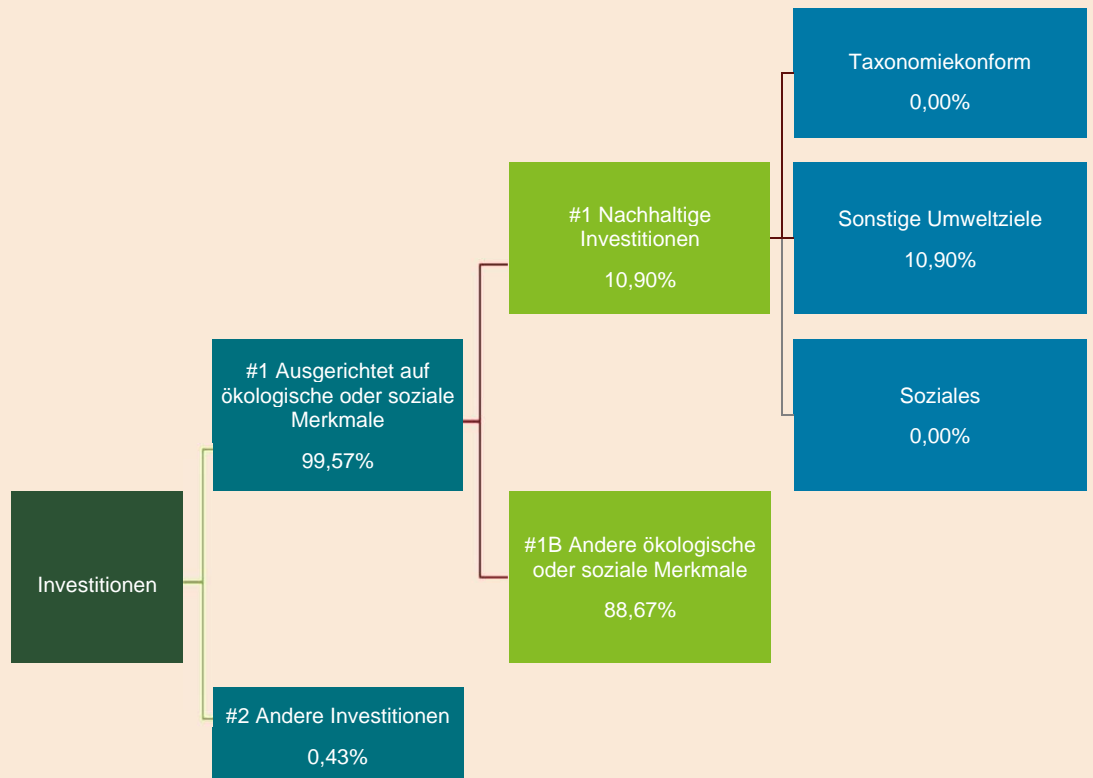 Taxonomiekonform
0,00%
#1 Nachhaltige
Investitionen
10,90%
Sonstige Umweltziele
10,90%
#1 Ausgerichtet auf
ökologische oder soziale
Merkmale
99,57%
Soziales
0,00%
Investitionen
#1B Andere ökologische
oder soziale Merkmale
88,67%
#2 Andere Investitionen
0,43%